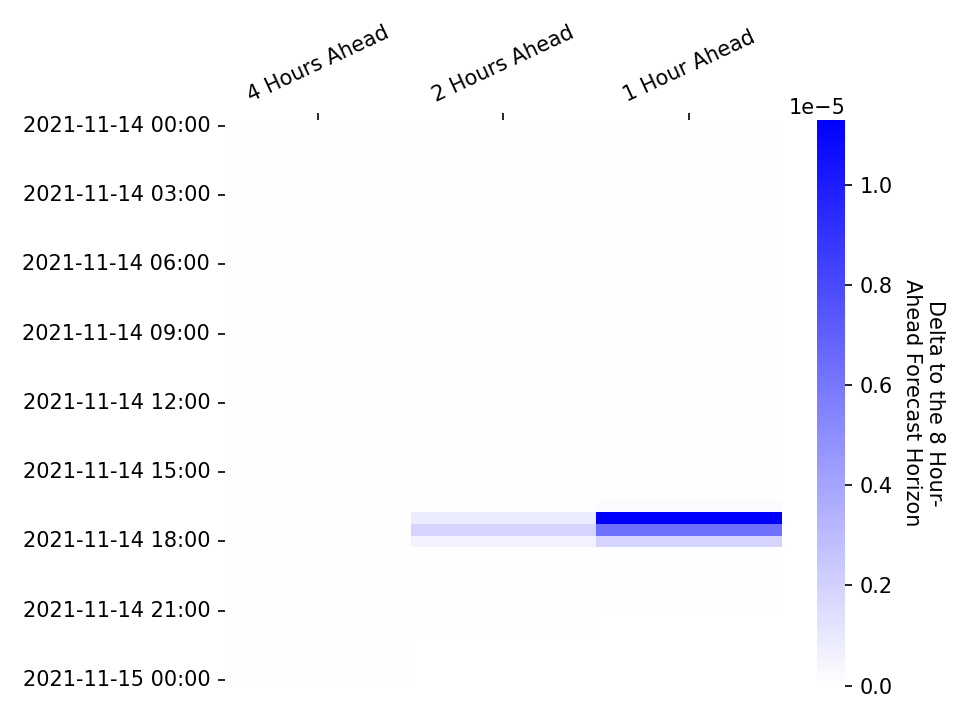 4 Hours Ahead
2 Hours Ahead
1 Hour Ahead
1e−5
2021-11-14 00:00
2021-11-14 03:00
2021-11-14 06:00
2021-11-14 09:00
2021-11-14 12:00
2021-11-14 15:00
2021-11-14 18:00
2021-11-14 21:00
2021-11-15 00:00
1.0
0.8
0.6
0.4
0.2
0.0
Delta to the 8 Hour-
Ahead Forecast Horizon